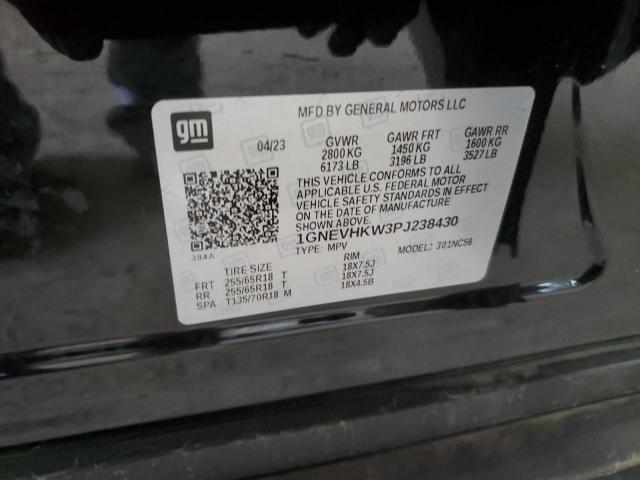 MFD BY GENERAL MOTORS LLC
gm
04/23 GVWR GAWR FRT GAWR RR
2800 KG 1450 KG 1600 KG
6173 LB 3196 LB 3527 LB
THIS VEHICLE CONFORMS TO ALL
APPLICABLE U.S. FEDERAL MOTOR
VEHICLE SAFETY STANDARDS IN EFFECT
ON THE DATE OF MANUFACTURE
SHOWN ABOVE.
1GNEVHKW3PJ238430
TYPE: MPV MODEL: 301NC56
384A
TIRE SIZE RIM
FRT 255/65R18 T 18X7.5J
RR 255/65R18 T 18X7.5J
SPA T135/70R18 M 18X4.5B